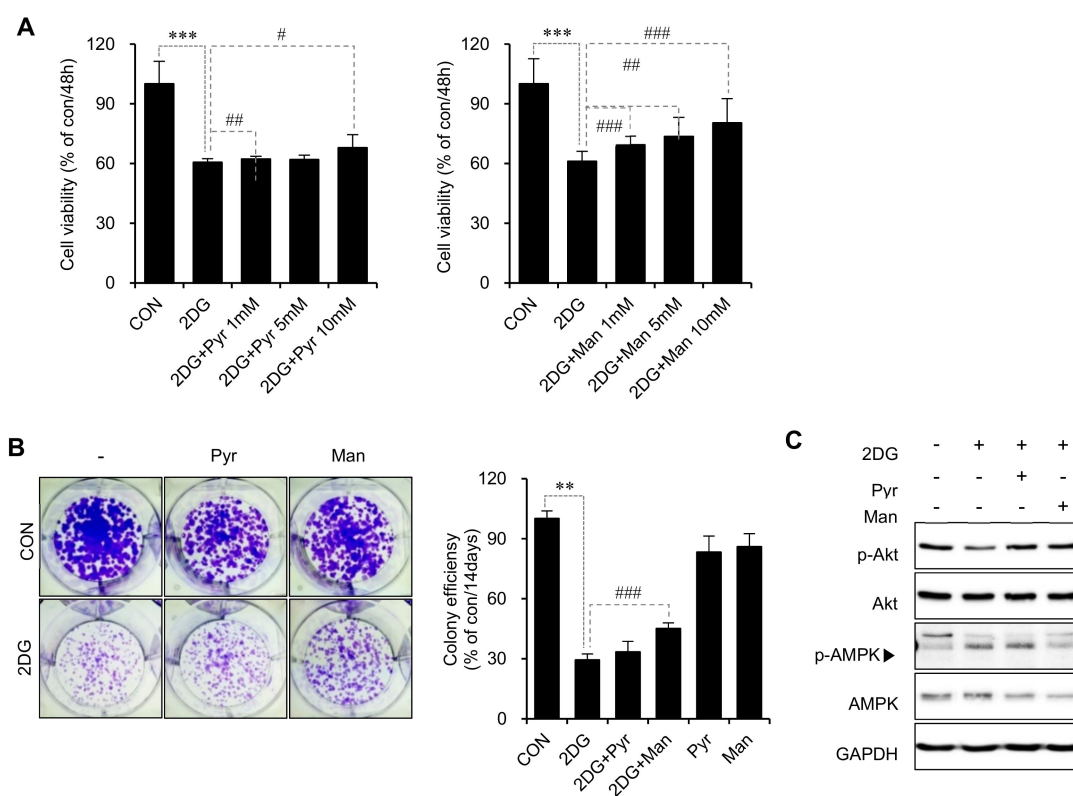 A
120
90
60
30
0
Cell viability (% of con/48h)
***
#
##
CON
2DG
2DG+Pyr 1mM
2DG+Pyr 5mM
2DG+Pyr 10mM
120
90
60
30
0
Cell viability (% of con/48h)
***
###
##
###
CON
2DG
2DG+Man 1mM
2DG+Man 5mM
2DG+Man 10mM
B
- Pyr Man
CON
2DG
120
90
60
30
0
Colony efficiensy
(% of con/14days)
**
###
CON
2DG
2DG+Pyr
2DG+Man
Pyr
Man
C
2DG - + + +
Pyr - - + -
Man - - - +
p-Akt
Akt
p-AMPK
AMPK
GAPDH